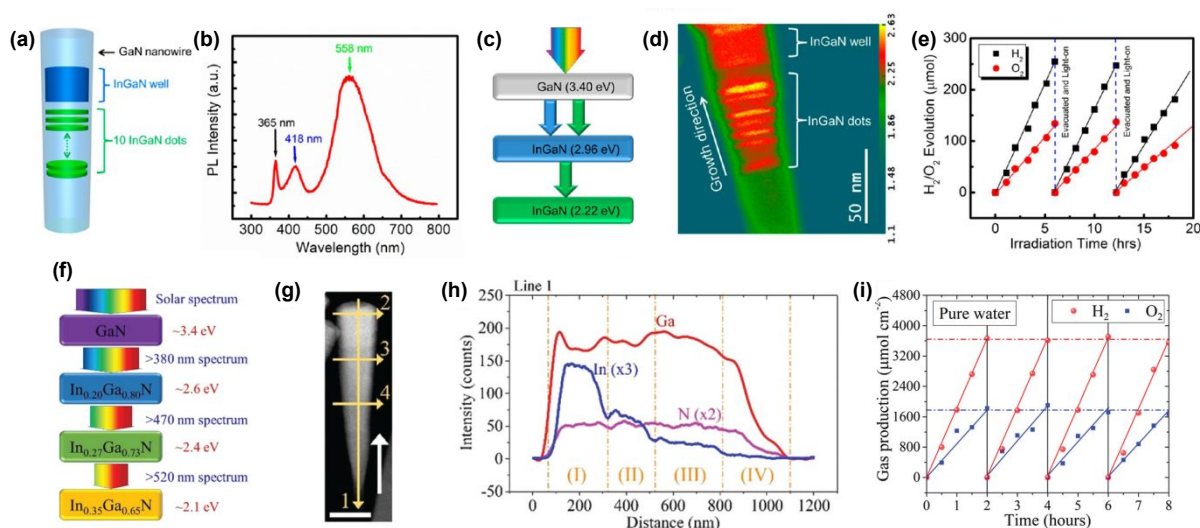 (a)
GaN nanowire
InGaN well
10 InGaN dots
(b)
PL Intensity (a.u.)
365 nm
418 nm
558 nm
300 400 500 600 700 800
Wavelength (nm)
(c)
GaN (3.40 eV)
InGaN (2.96 eV)
InGaN (2.22 eV)
(d)
InGaN well
InGaN dots
Growth direction
50 nm
2.63
2.25
1.86
1.48
1.1
(e)
H₂/O₂ Evolution (μmol)
300
200
100
0
H₂
O₂
Evacuated and Light-on
Evacuated and Light-on
0 5 10 15 20
Irradiation Time (hrs)
(f)
Solar spectrum
GaN ~3.4 eV
>380 nm spectrum
In₀.₂₀Ga₀.₈₀N ~2.6 eV
>470 nm spectrum
In₀.₂₇Ga₀.₇₃N ~2.4 eV
>520 nm spectrum
In₀.₃₅Ga₀.₆₅N ~2.1 eV
(g)
2
3
4
1
(h)
Line 1
Intensity (counts)
250
200
150
100
50
0
-50
Ga
In (x3)
N (x2)
(I) (II) (III) (IV)
0 200 400 600 800 1000 1200
Distance (nm)
(i)
Gas production (μmol cm⁻²)
4800
4000
3200
2400
1600
800
0
Pure water
H₂ O₂
0 1 2 3 4 5 6 7 8
Time (hours)